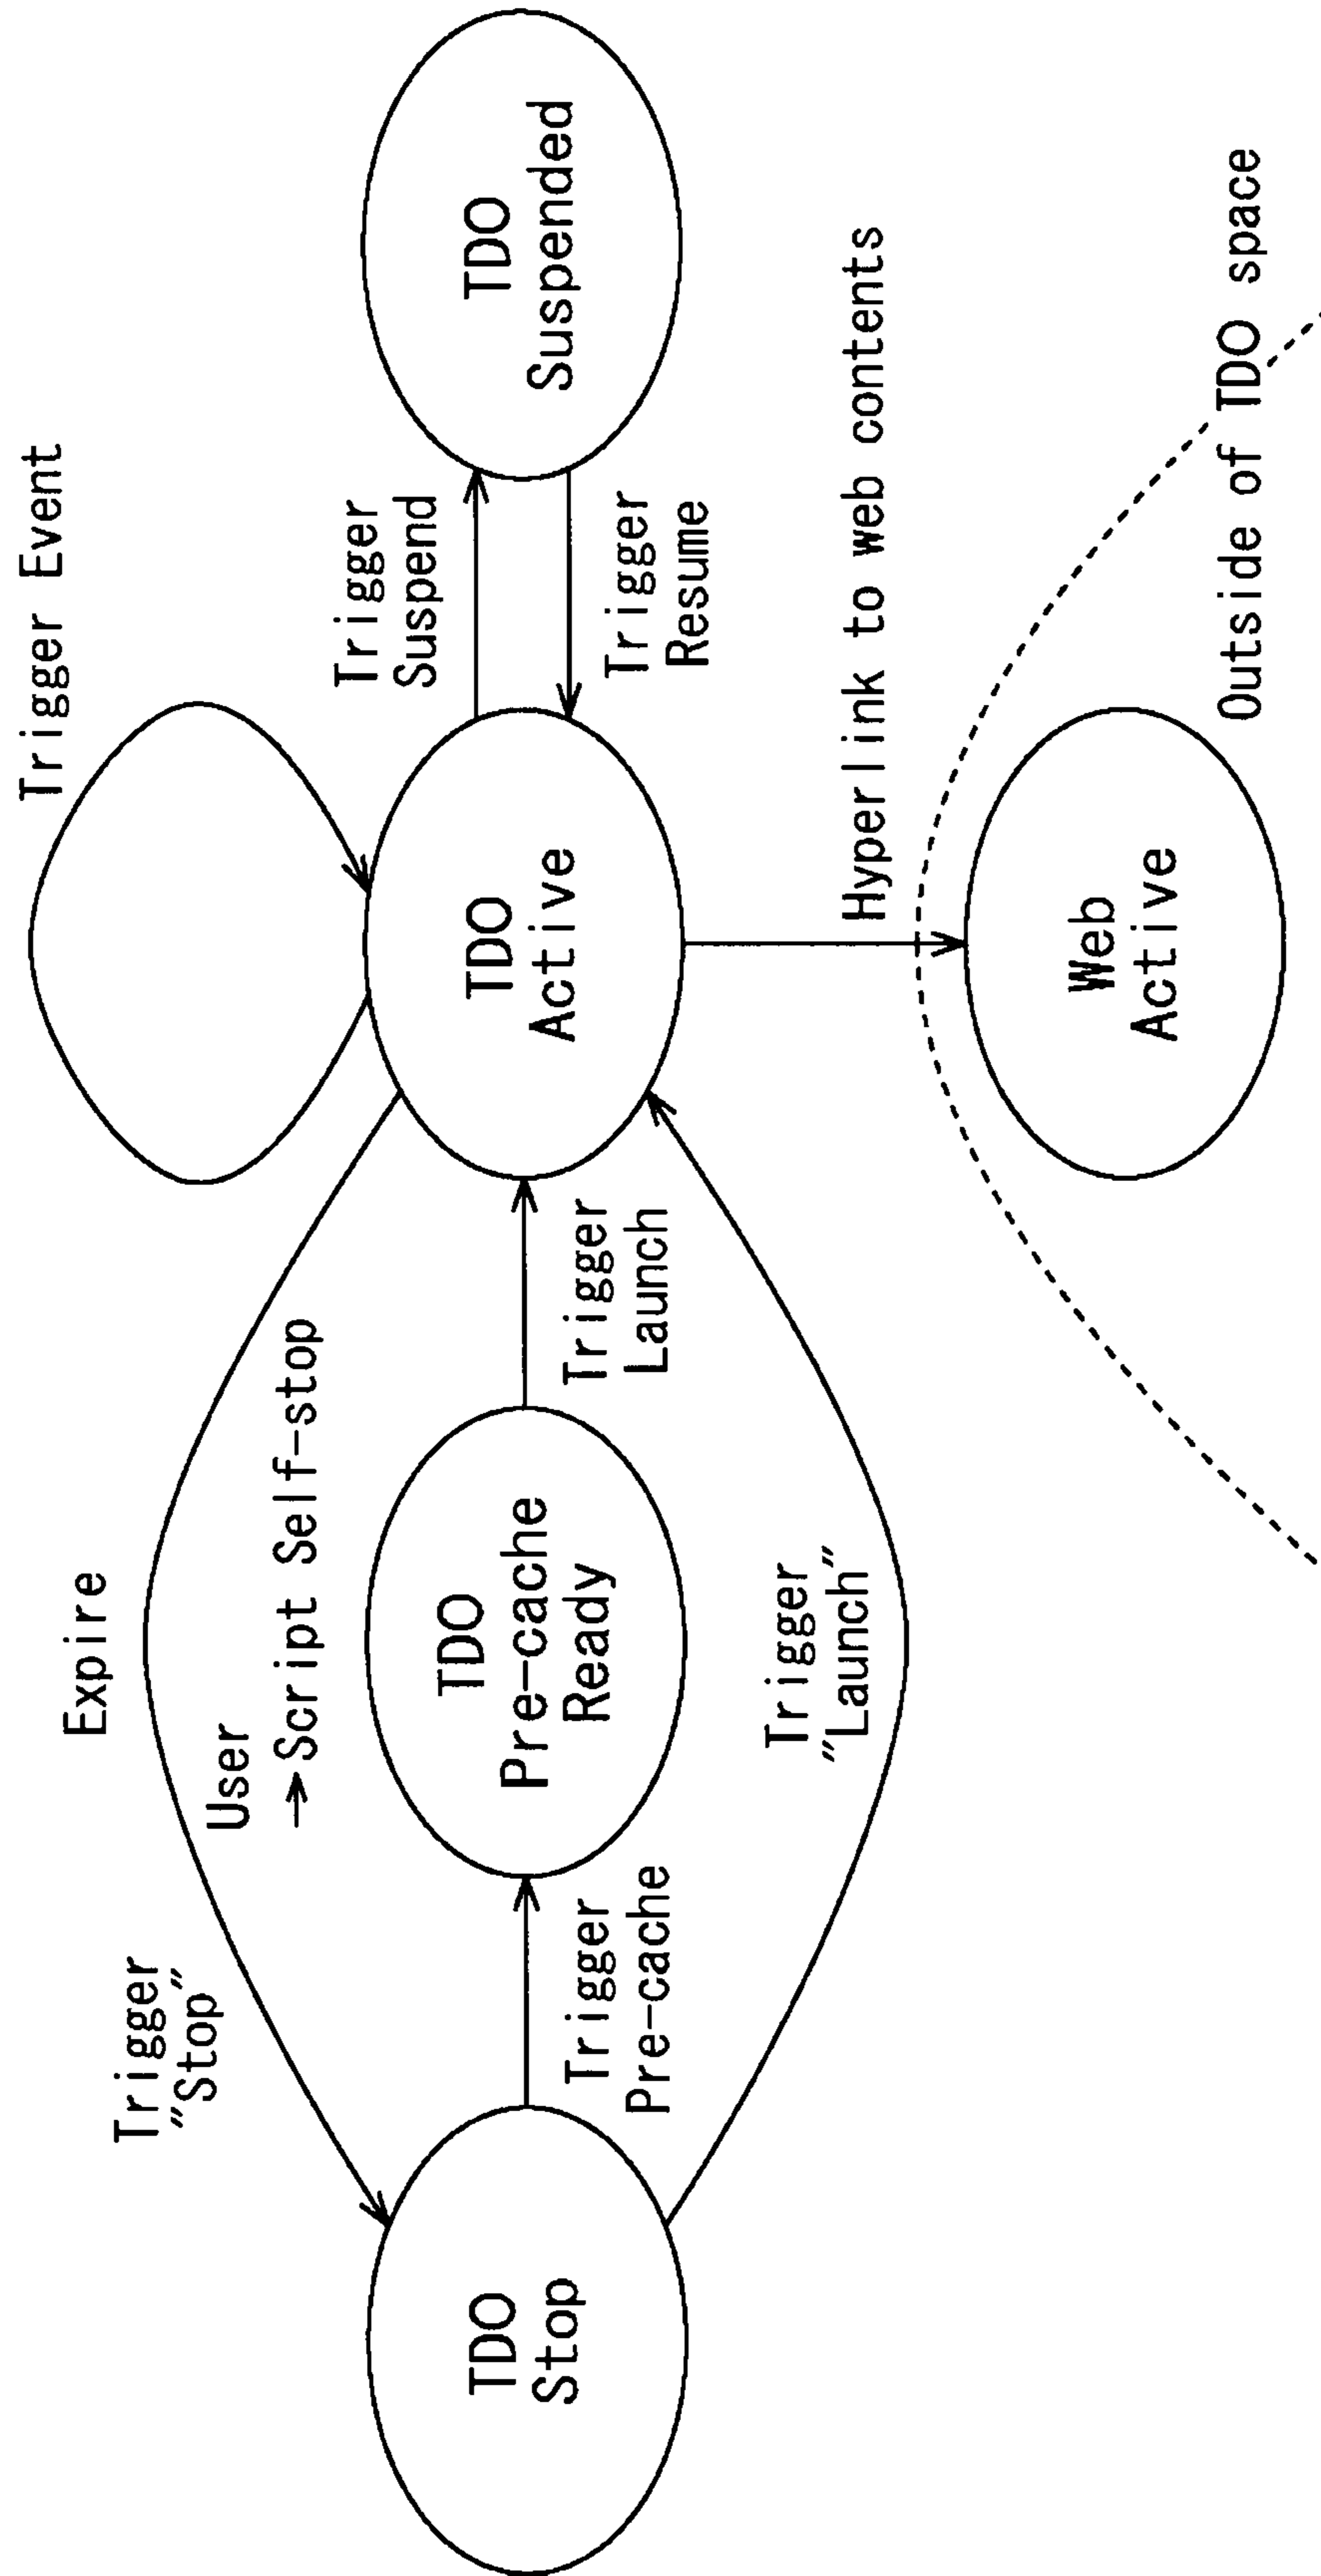 Trigger Event
Expire
Trigger
"Stop"
User
→Script Self-stop
Trigger
Suspend
TDO
Stop
Trigger
Pre-cache
TDO
Pre-cache
Ready
Trigger
Launch
TDO
Active
Trigger
Resume
TDO
Suspended
Trigger
"Launch"
Hyperlink to web contents
Web
Active
Outside of TDO space